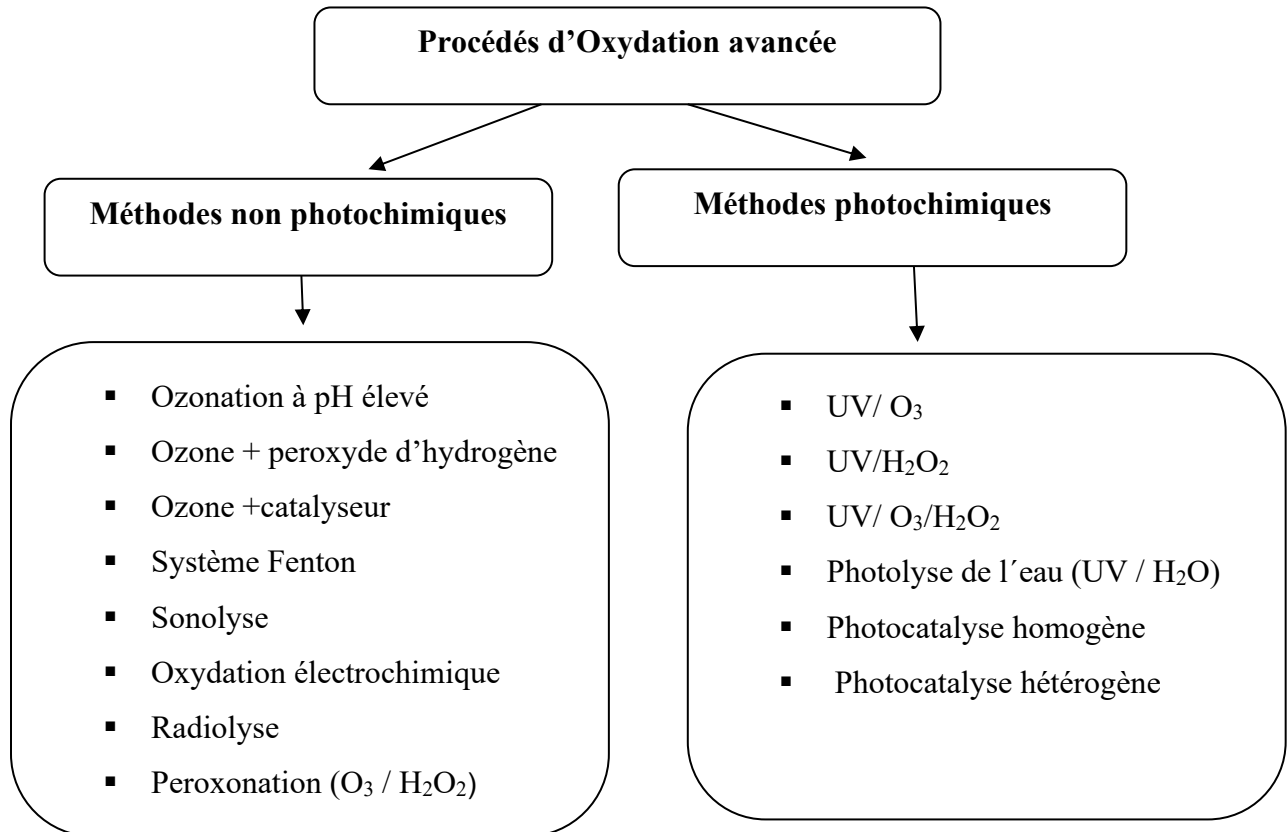 Procédés d’Oxydation avancée
Méthodes non photochimiques
Méthodes photochimiques
▪ Ozonation à pH élevé
▪ Ozone + peroxyde d’hydrogène
▪ Ozone +catalyseur
▪ Système Fenton
▪ Sonolyse
▪ Oxydation électrochimique
▪ Radiolyse
▪ Peroxonation (O₃ / H₂O₂)
▪ UV/ O₃
▪ UV/H₂O₂
▪ UV/ O₃/H₂O₂
▪ Photolyse de l´eau (UV / H₂O)
▪ Photocatalyse homogène
▪ Photocatalyse hétérogène